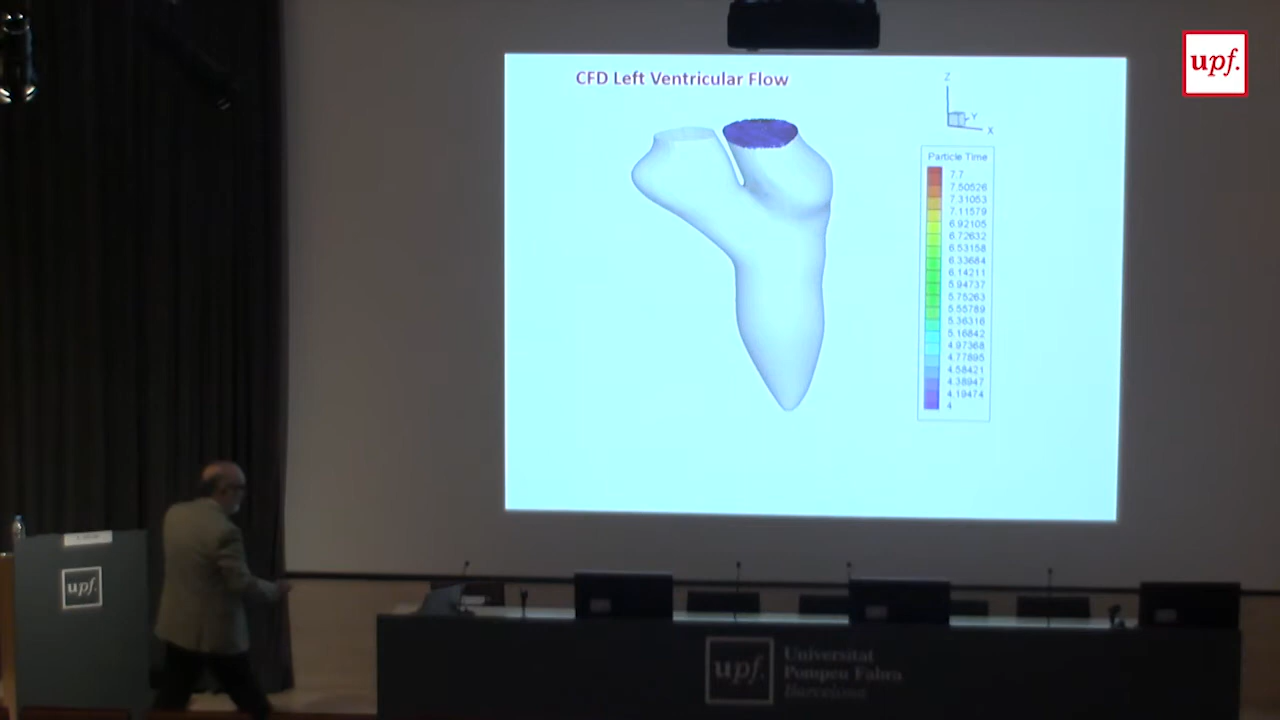 upf.
CFD Left Ventricular Flow
Z
Y
X
Particle Time
7.7
7.50526
7.31053
7.11579
6.92105
6.72632
6.53158
6.33684
6.14211
5.94737
5.75263
5.55789
5.36316
5.16842
4.97368
4.77895
4.58421
4.38947
4.19474
4
upf.
upf.
Universitat
Pompeu Fabra
Barcelona